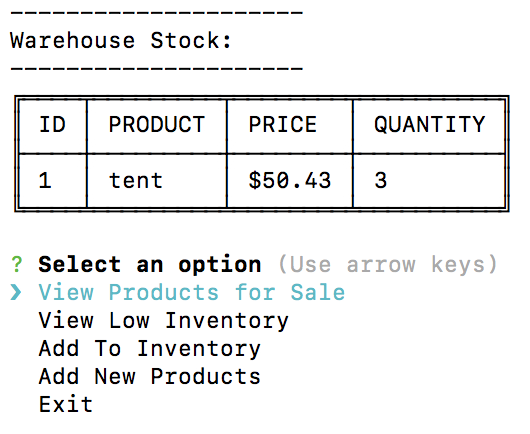 ---------------------
Warehouse Stock:
---------------------
ID PRODUCT PRICE QUANTITY
1 tent $50.43 3
? Select an option (Use arrow keys)
❯ View Products for Sale
View Low Inventory
Add To Inventory
Add New Products
Exit